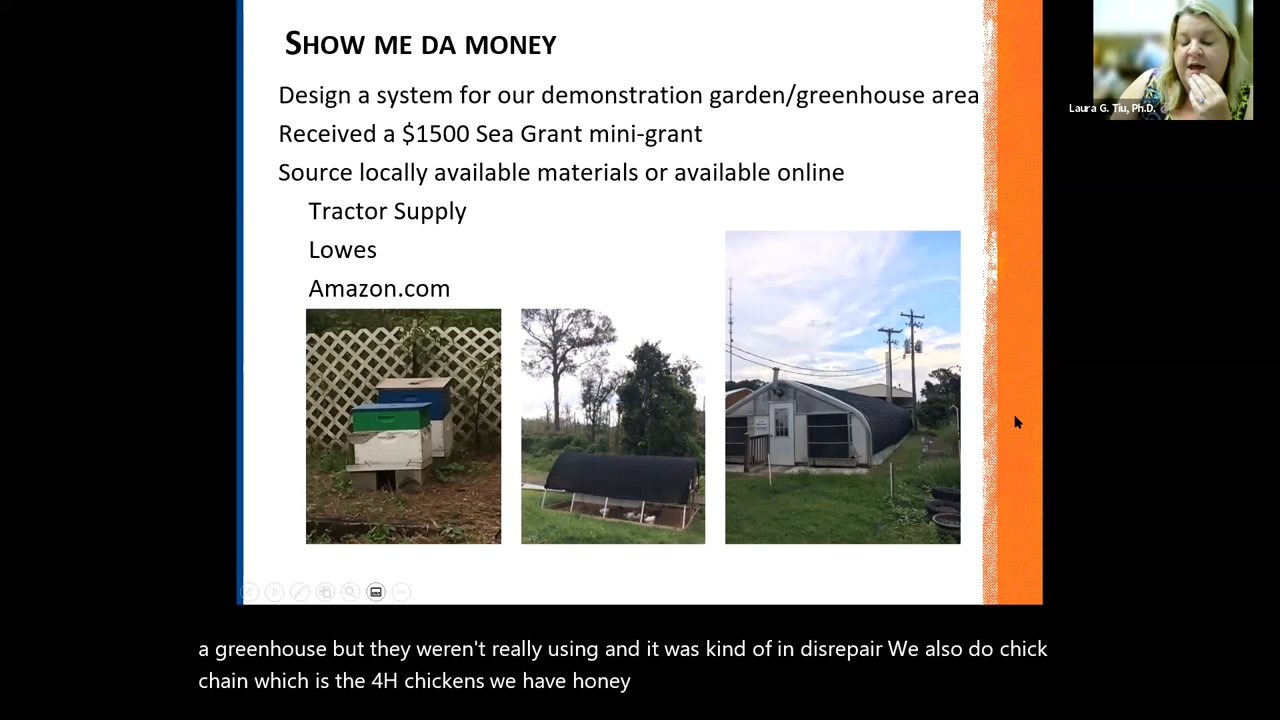 SHOW ME DA MONEY
Design a system for our demonstration garden/greenhouse area
Received a $1500 Sea Grant mini-grant
Source locally available materials or available online
Tractor Supply
Lowes
Amazon.com
Laura G. Tiu, Ph.D.
a greenhouse but they weren't really using and it was kind of in disrepair We also do chick
chain which is the 4H chickens we have honey